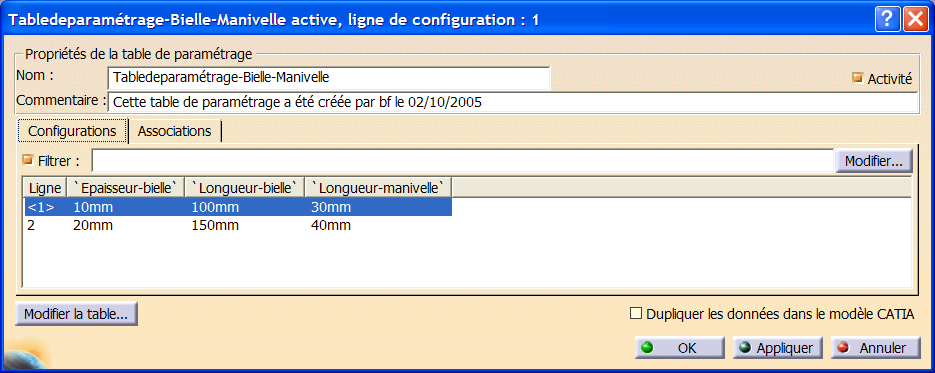 Tabledeparamétrage-Bielle-Manivelle active, ligne de configuration : 1
Propriétés de la table de paramétrage
Nom : Tabledeparamétrage-Bielle-Manivelle Activité
Commentaire : Cette table de paramétrage a été créée par bf le 02/10/2005
Configurations Associations
Filtrer : Modifier...
Ligne `Epaisseur-bielle` `Longueur-bielle` `Longueur-manivelle`
<1> 10mm 100mm 30mm
2 20mm 150mm 40mm
Modifier la table... Dupliquer les données dans le modèle CATIA
OK Appliquer Annuler